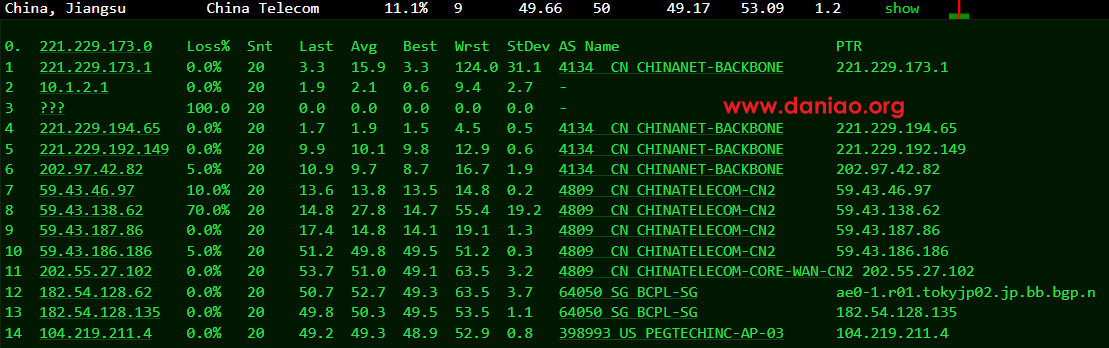 China, Jiangsu China Telecom 11.1% 9 49.66 50 49.17 53.09 1.2 show
0. 221.229.173.0 Loss% Snt Last Avg Best Wrst StDev AS Name PTR
1 221.229.173.1 0.0% 20 3.3 15.9 3.3 124.0 31.1 4134 CN CHINANET-BACKBONE 221.229.173.1
2 10.1.2.1 0.0% 20 1.9 2.1 0.6 9.4 2.7 -
3 ??? 100.0 20 0.0 0.0 0.0 0.0 0.0 -
www.daniao.org
4 221.229.194.65 0.0% 20 1.7 1.9 1.5 4.5 0.5 4134 CN CHINANET-BACKBONE 221.229.194.65
5 221.229.192.149 0.0% 20 9.9 10.1 9.8 12.9 0.6 4134 CN CHINANET-BACKBONE 221.229.192.149
6 202.97.42.82 5.0% 20 10.9 9.7 8.7 16.7 1.9 4134 CN CHINANET-BACKBONE 202.97.42.82
7 59.43.46.97 10.0% 20 13.6 13.8 13.5 14.8 0.2 4809 CN CHINATELECOM-CN2 59.43.46.97
8 59.43.138.62 70.0% 20 14.8 27.8 14.7 55.4 19.2 4809 CN CHINATELECOM-CN2 59.43.138.62
9 59.43.187.86 0.0% 20 17.4 14.8 14.1 19.1 1.3 4809 CN CHINATELECOM-CN2 59.43.187.86
10 59.43.186.186 5.0% 20 51.2 49.8 49.5 51.2 0.3 4809 CN CHINATELECOM-CN2 59.43.186.186
11 202.55.27.102 0.0% 20 53.7 51.0 49.1 63.5 3.2 4809 CN CHINATELECOM-CORE-WAN-CN2 202.55.27.102
12 182.54.128.62 0.0% 20 50.7 52.7 49.3 63.5 3.7 64050 SG BCPL-SG ae0-1.r01.tokyjp02.jp.bb.bgp.n
13 182.54.128.135 0.0% 20 49.8 50.3 49.5 53.5 1.1 64050 SG BCPL-SG 182.54.128.135
14 104.219.211.4 0.0% 20 49.2 49.3 48.9 52.9 0.8 398993 US PEGTECHINC-AP-03 104.219.211.4